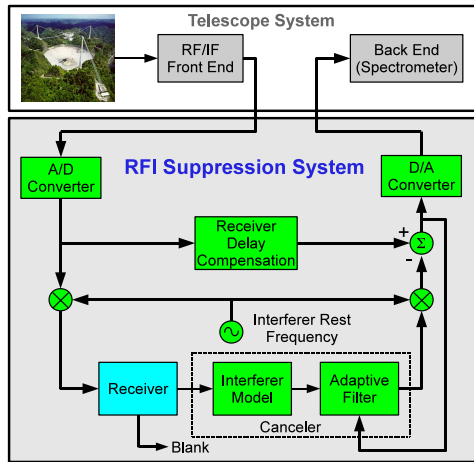 Telescope System
RF/IF
Front End
Back End
(Spectrometer)
RFI Suppression System
A/D
Converter
D/A
Converter
Receiver
Delay
Compensation
+
Σ
-
Interferer Rest
Frequency
Receiver
Interferer
Model
Adaptive
Filter
Canceler
Blank